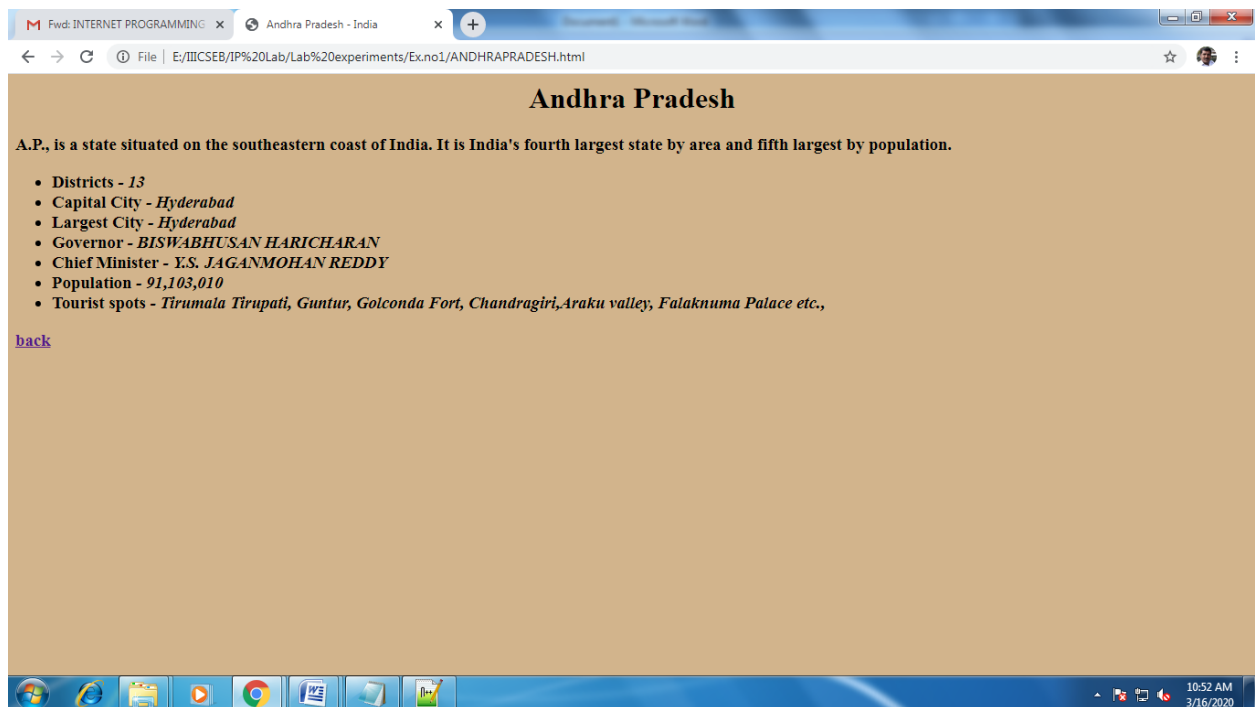 Fwd: INTERNET PROGRAMMING
Andhra Pradesh - India
File | E:/IIICSEB/IP%20Lab/Lab%20experiments/Ex.no1/ANDHRAPRADESH.html
Andhra Pradesh
A.P., is a state situated on the southeastern coast of India. It is India's fourth largest state by area and fifth largest by population.
• Districts - 13
• Capital City - Hyderabad
• Largest City - Hyderabad
• Governor - BISWABHUSAN HARICHARAN
• Chief Minister - Y.S. JAGANMOHAN REDDY
• Population - 91,103,010
• Tourist spots - Tirumala Tirupati, Guntur, Golconda Fort, Chandragiri,Araku valley, Falaknuma Palace etc.,
back
10:52 AM
3/16/2020